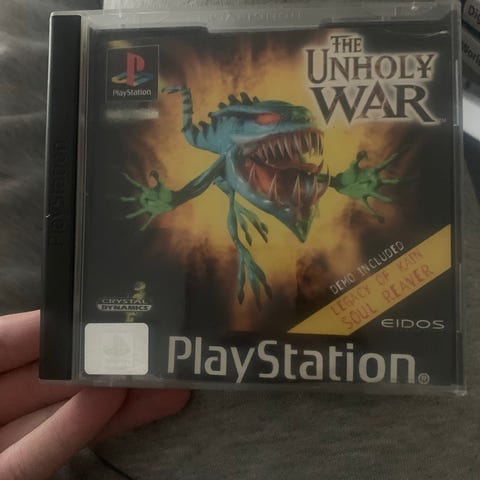 PlayStation
PlayStation
THE
UNHOLY
WAR
DEMO INCLUDED
LEGACY OF KAIN
SOUL REAVER
EIDOS
CRYSTAL
DYNAMICS
PlayStation®